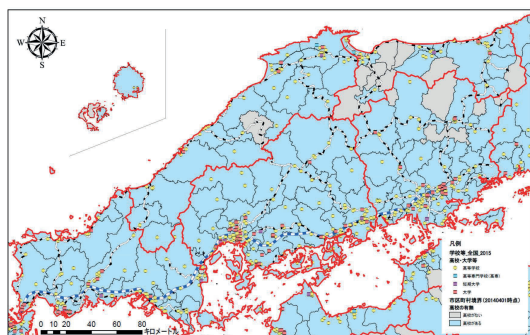 N
W
E
S
0 10 20 40 60 80
キロメートル
凡例
学校等_全国_2015
高校・大学等
高等学校
高等専門学校(高専)
短期大学
大学
市区町村境界(20140401時点)
高校の有無
高校がない
高校がある